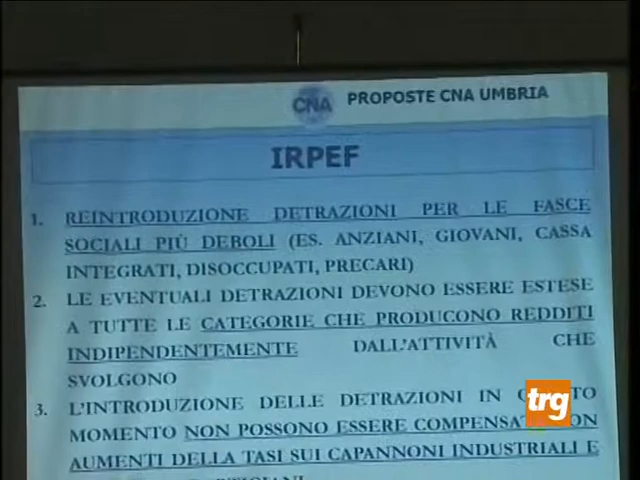 CNA PROPOSTE CNA UMBRIA
IRPEF
1. REINTRODUZIONE DETRAZIONI PER LE FASCE
SOCIALI PIÙ DEBOLI (ES. ANZIANI, GIOVANI, CASSA
INTEGRATI, DISOCCUPATI, PRECARI)
2. LE EVENTUALI DETRAZIONI DEVONO ESSERE ESTESE
A TUTTE LE CATEGORIE CHE PRODUCONO REDDITI
INDIPENDENTEMENTE DALL'ATTIVITÀ CHE
SVOLGONO
3. L'INTRODUZIONE DELLE DETRAZIONI IN
MOMENTO NON POSSONO ESSERE COMPENSAT
trg
AUMENTI DELLA TASI SUI CAPANNONI INDUSTRIALI E